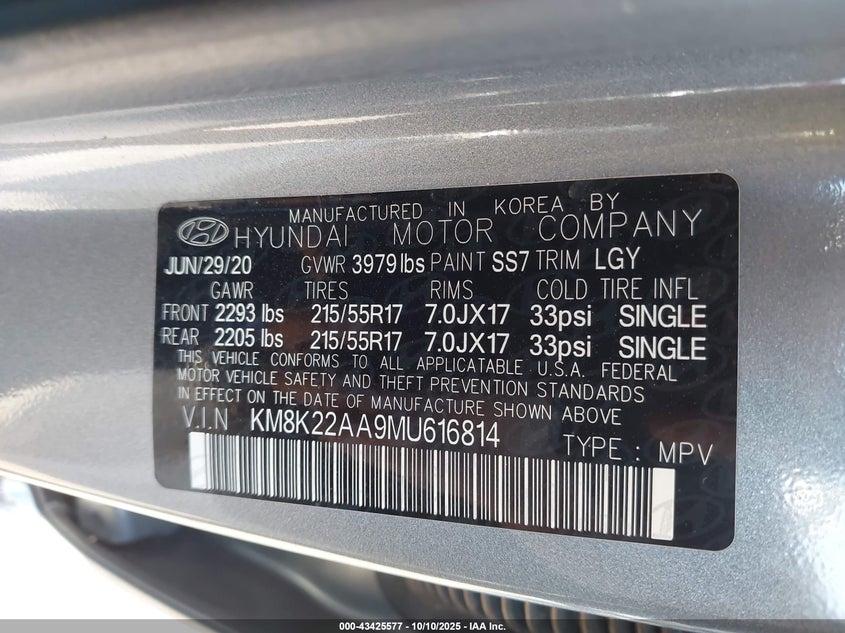 MANUFACTURED IN KOREA BY
HYUNDAI MOTOR COMPANY
JUN/29/20 GVWR 3979 lbs PAINT SS7 TRIM LGY
GAWR TIRES RIMS COLD TIRE INFL
FRONT 2293 lbs 215/55R17 7.0JX17 33psi SINGLE
REAR 2205 lbs 215/55R17 7.0JX17 33psi SINGLE
THIS VEHICLE CONFORMS TO ALL APPLICATABLE U.S.A. FEDERAL
MOTOR VEHICLE SAFETY AND THEFT PREVENTION STANDARDS
IN EFFECT ON THE DATE OF MANUFACTURE SHOWN ABOVE
V.I.N KM8K22AA9MU616814
TYPE : MPV
000-43425577 - 10/10/2025 - IAA Inc.